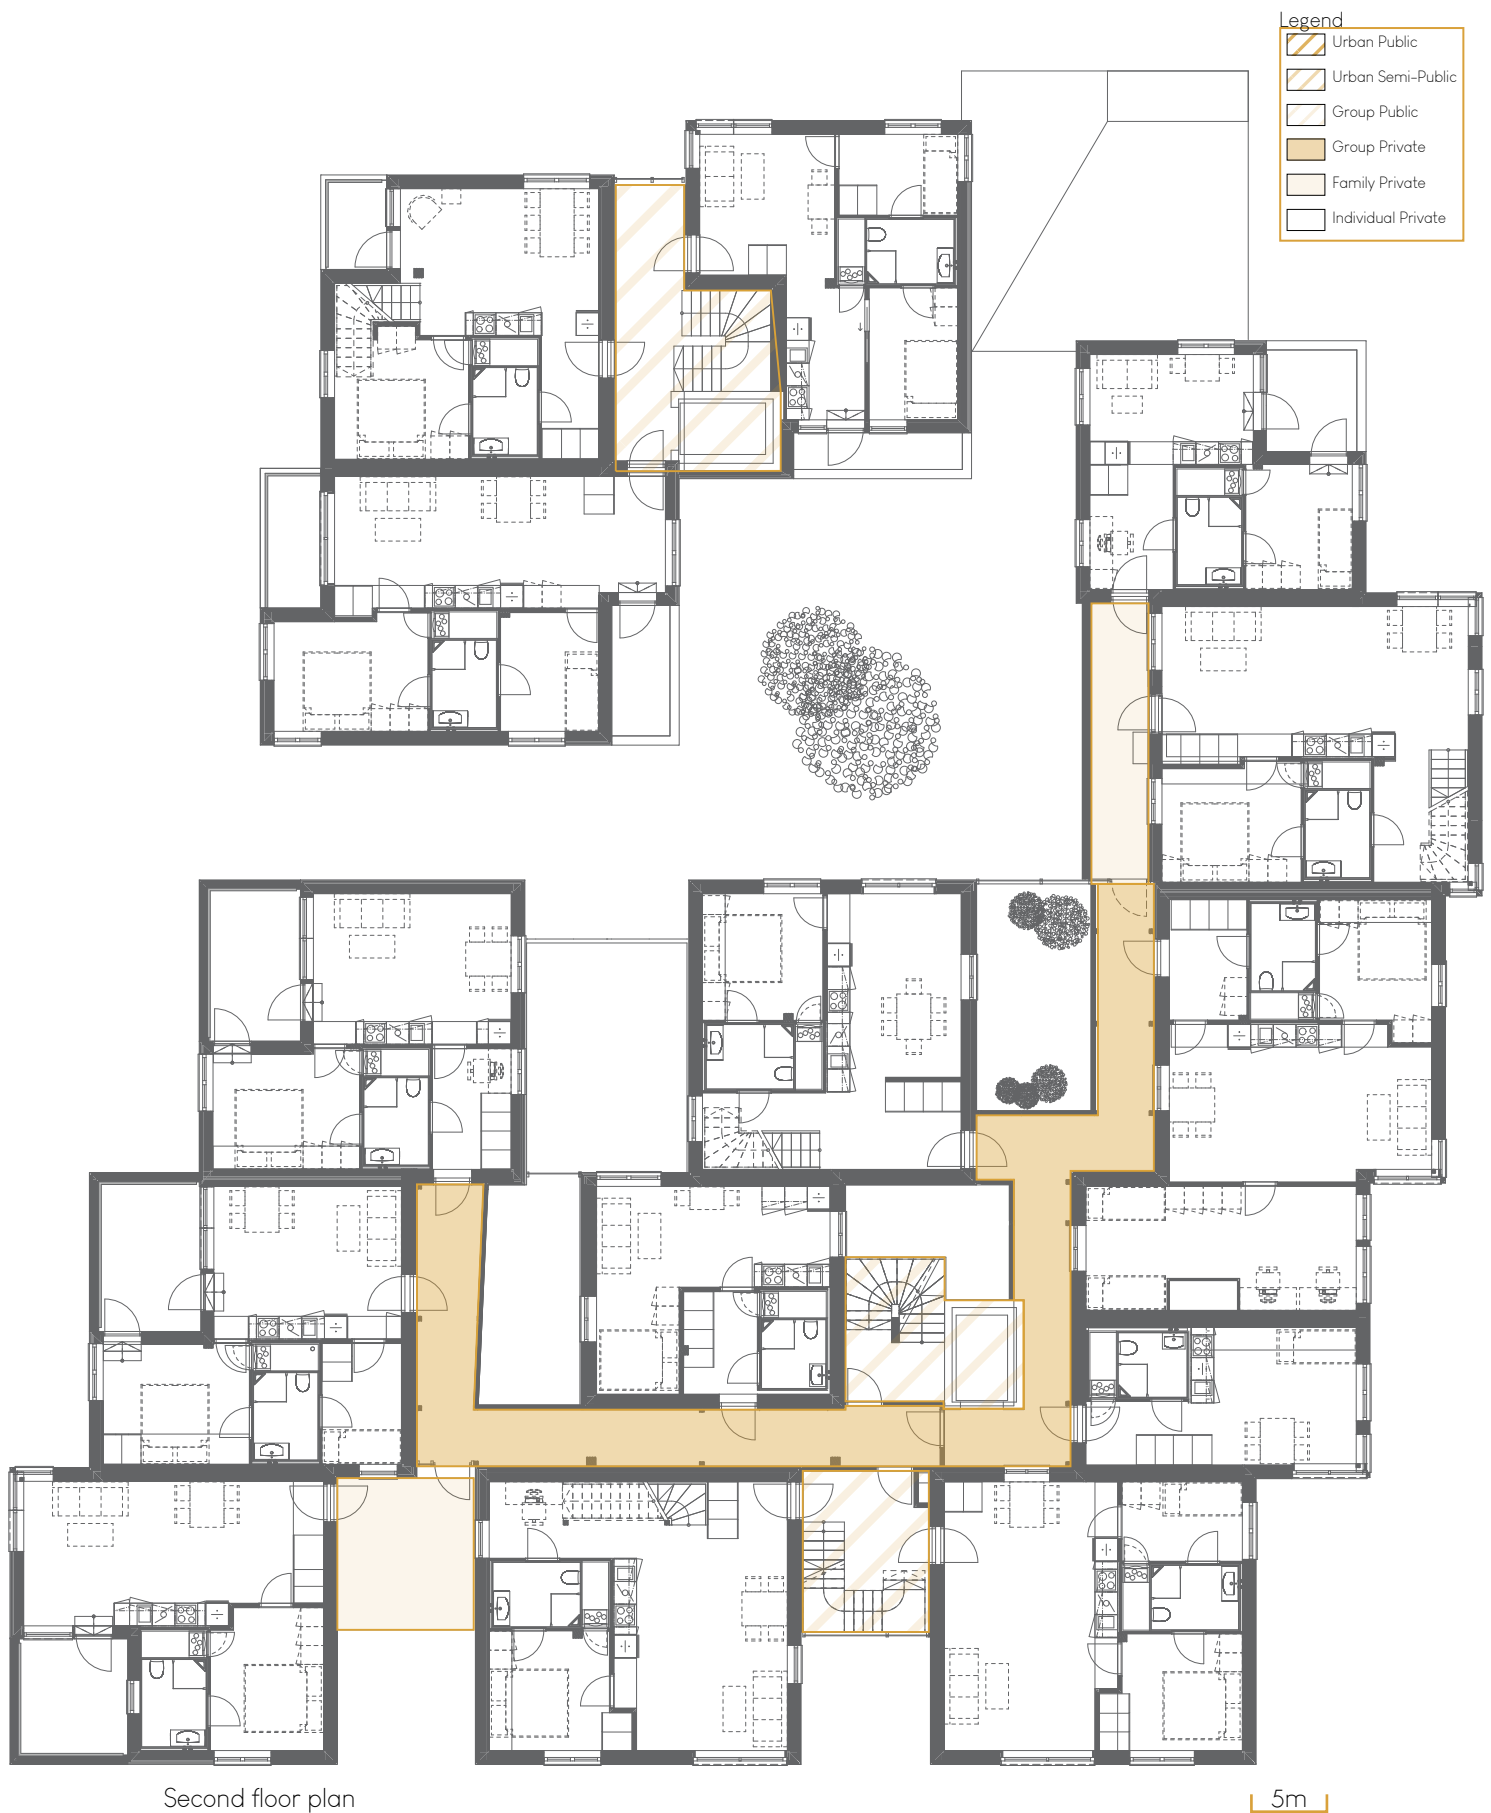 Legend
Urban Public
Urban Semi-Public
Group Public
Group Private
Family Private
Individual Private
Second floor plan
5m